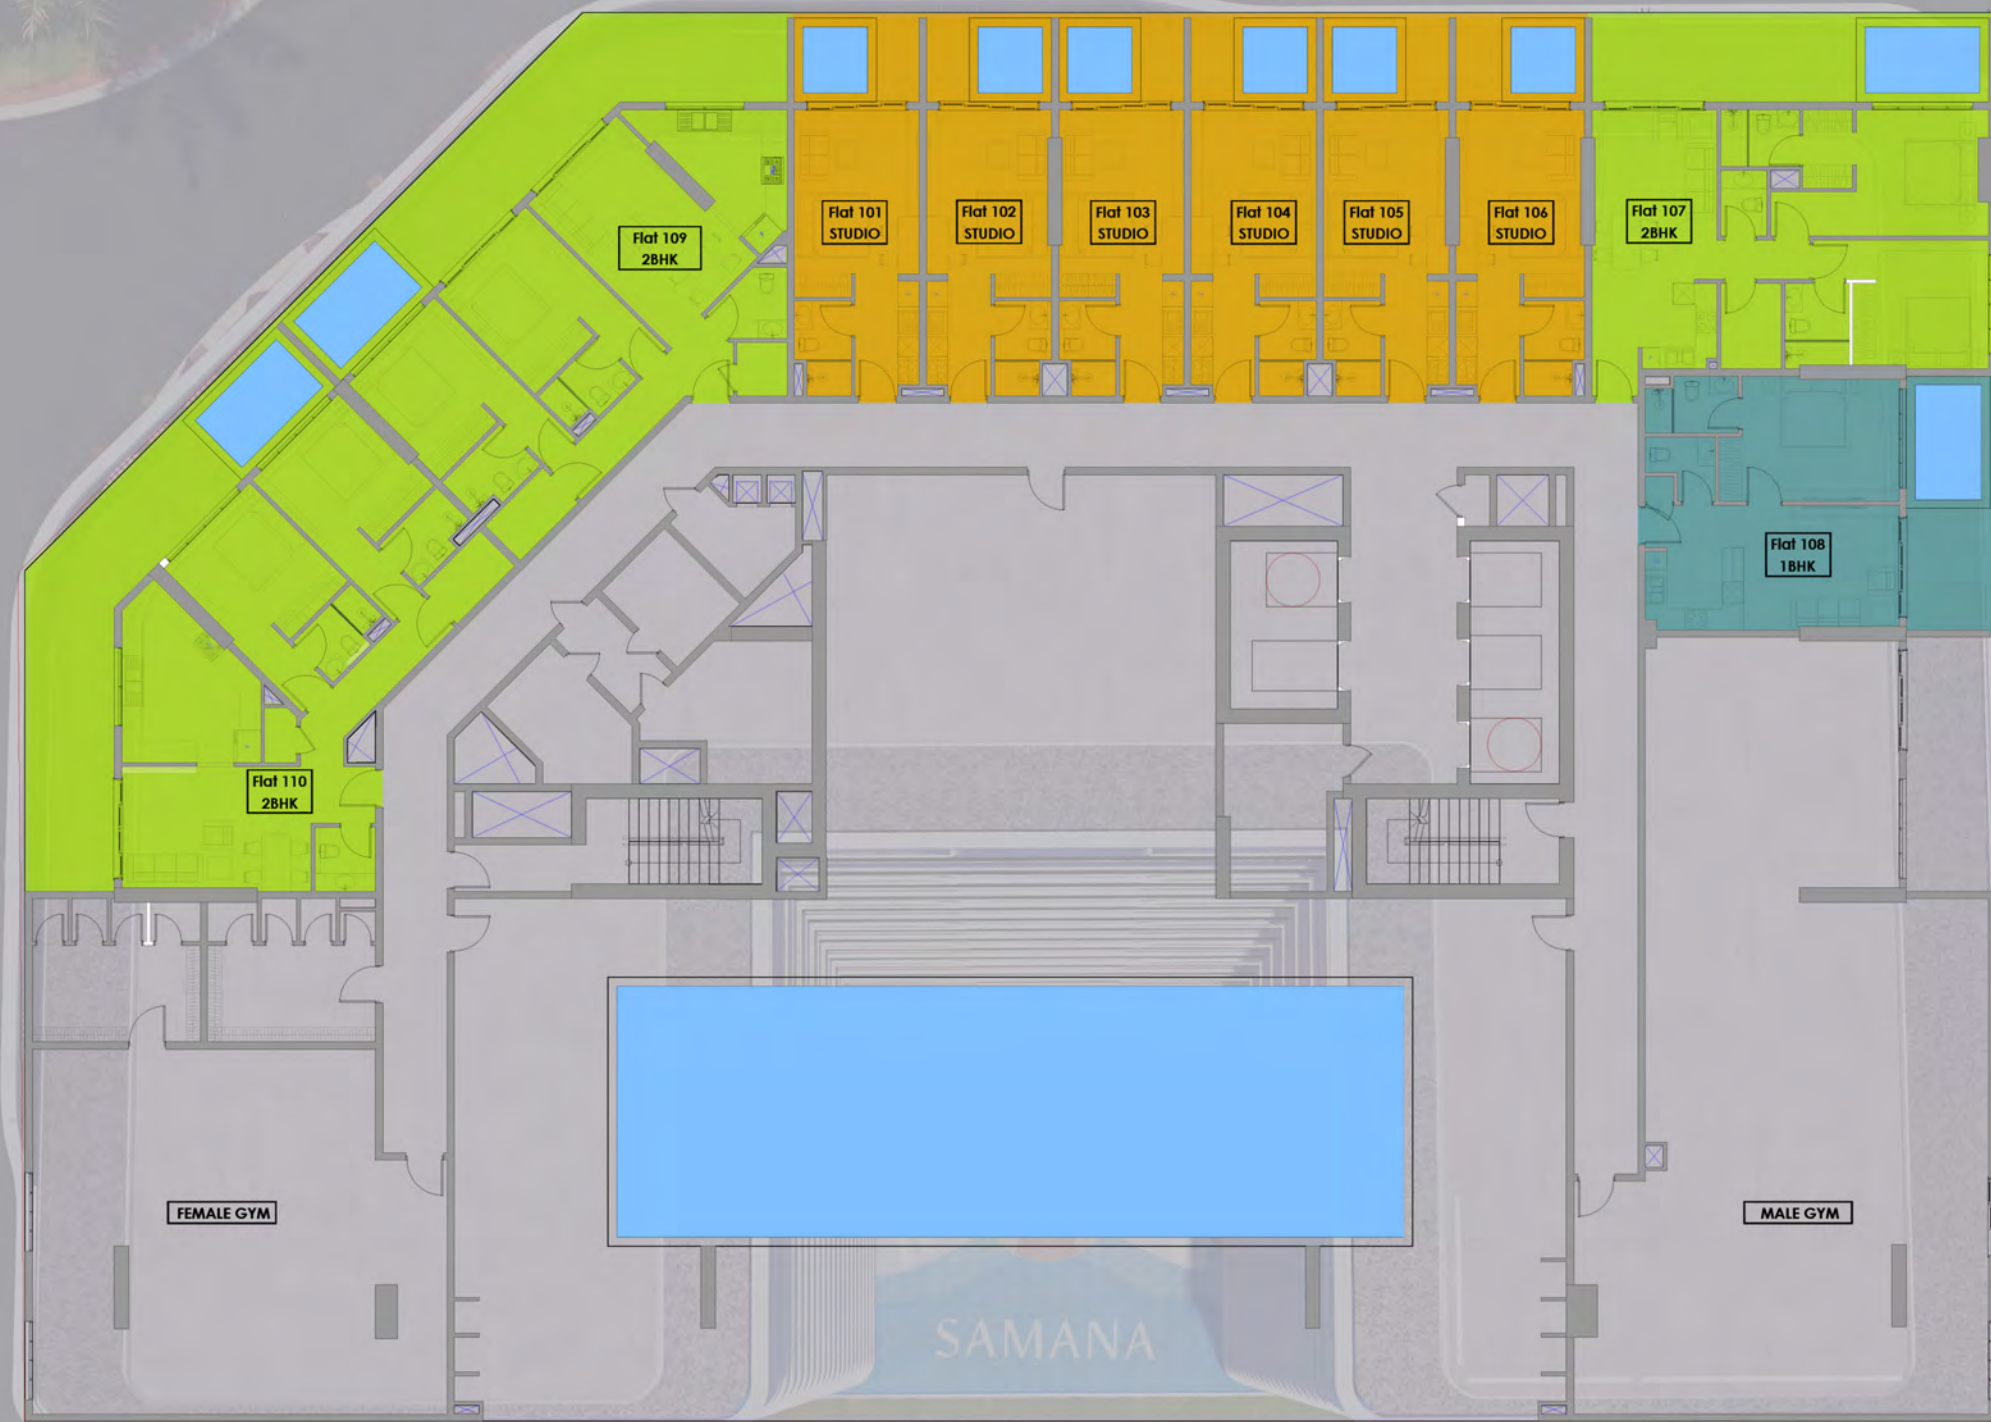 Flat 101
STUDIO
Flat 102
STUDIO
Flat 103
STUDIO
Flat 104
STUDIO
Flat 105
STUDIO
Flat 106
STUDIO
Flat 107
2BHK
Flat 109
2BHK
Flat 108
1BHK
Flat 110
2BHK
FEMALE GYM
MALE GYM
SAMANA